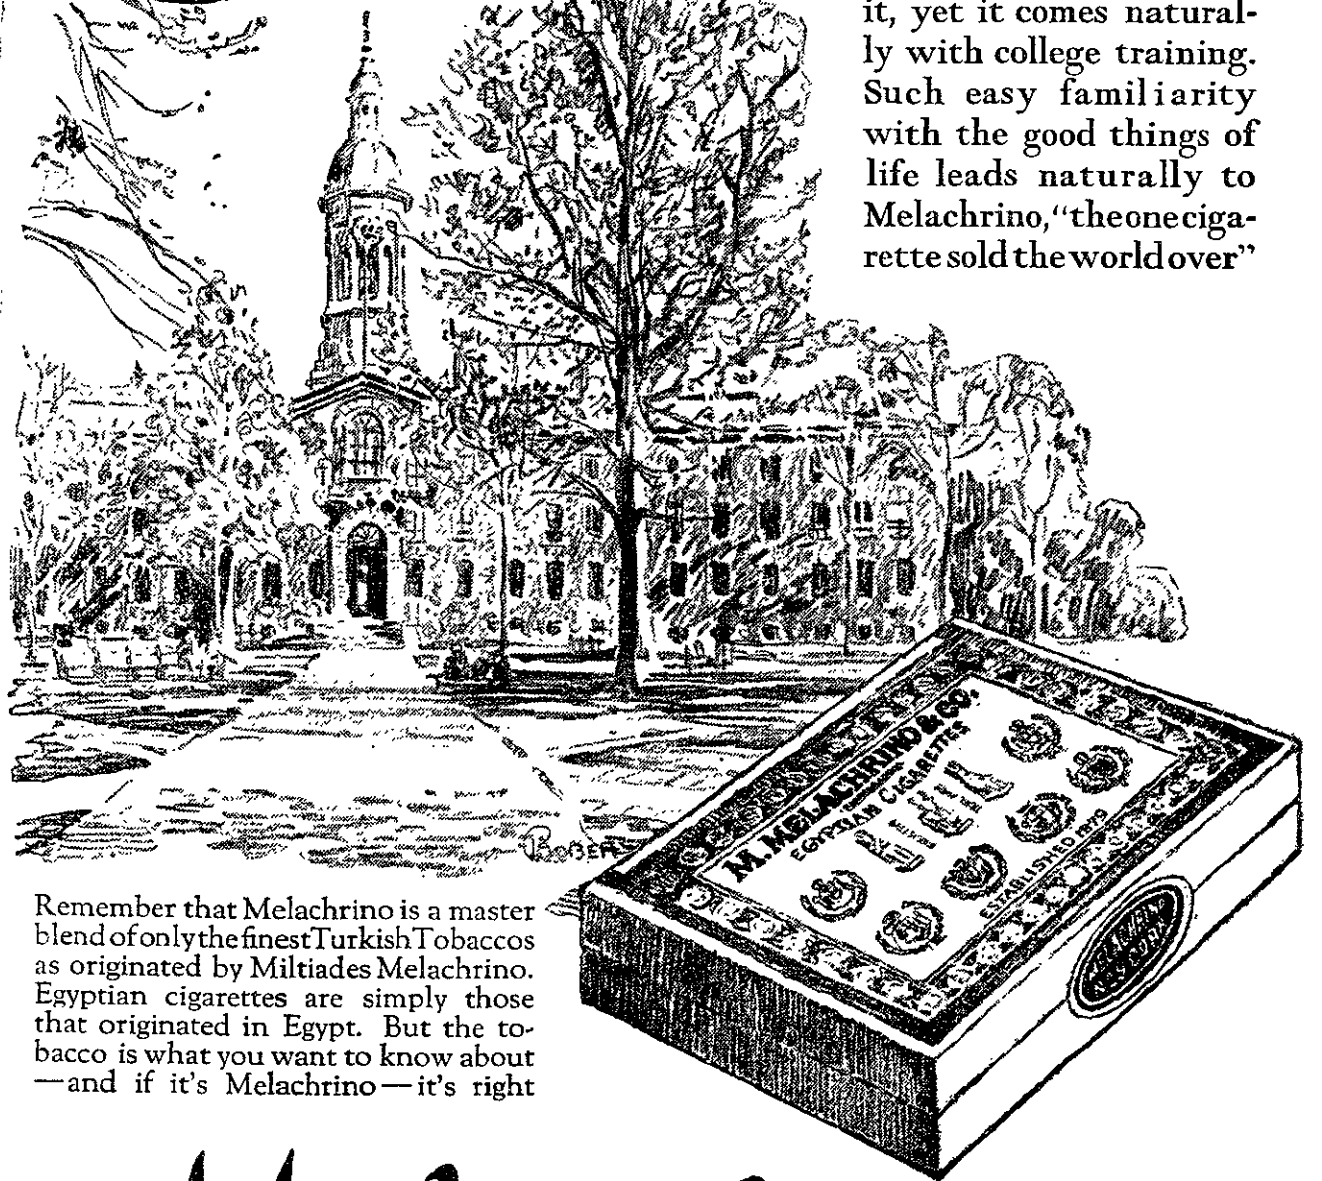 it, yet it comes natural-
ly with college training.
Such easy familiarity
with the good things of
life leads naturally to
Melachrino, "the one ciga-
rette sold the world over"
M. MELACHRINO & CO.
EGYPTIAN CIGARETTES
ESTABLISHED 1879
Remember that Melachrino is a master
blend of only the finest Turkish Tobaccos
as originated by Miltiades Melachrino.
Egyptian cigarettes are simply those
that originated in Egypt. But the to-
bacco is what you want to know about
—and if it's Melachrino—it's right